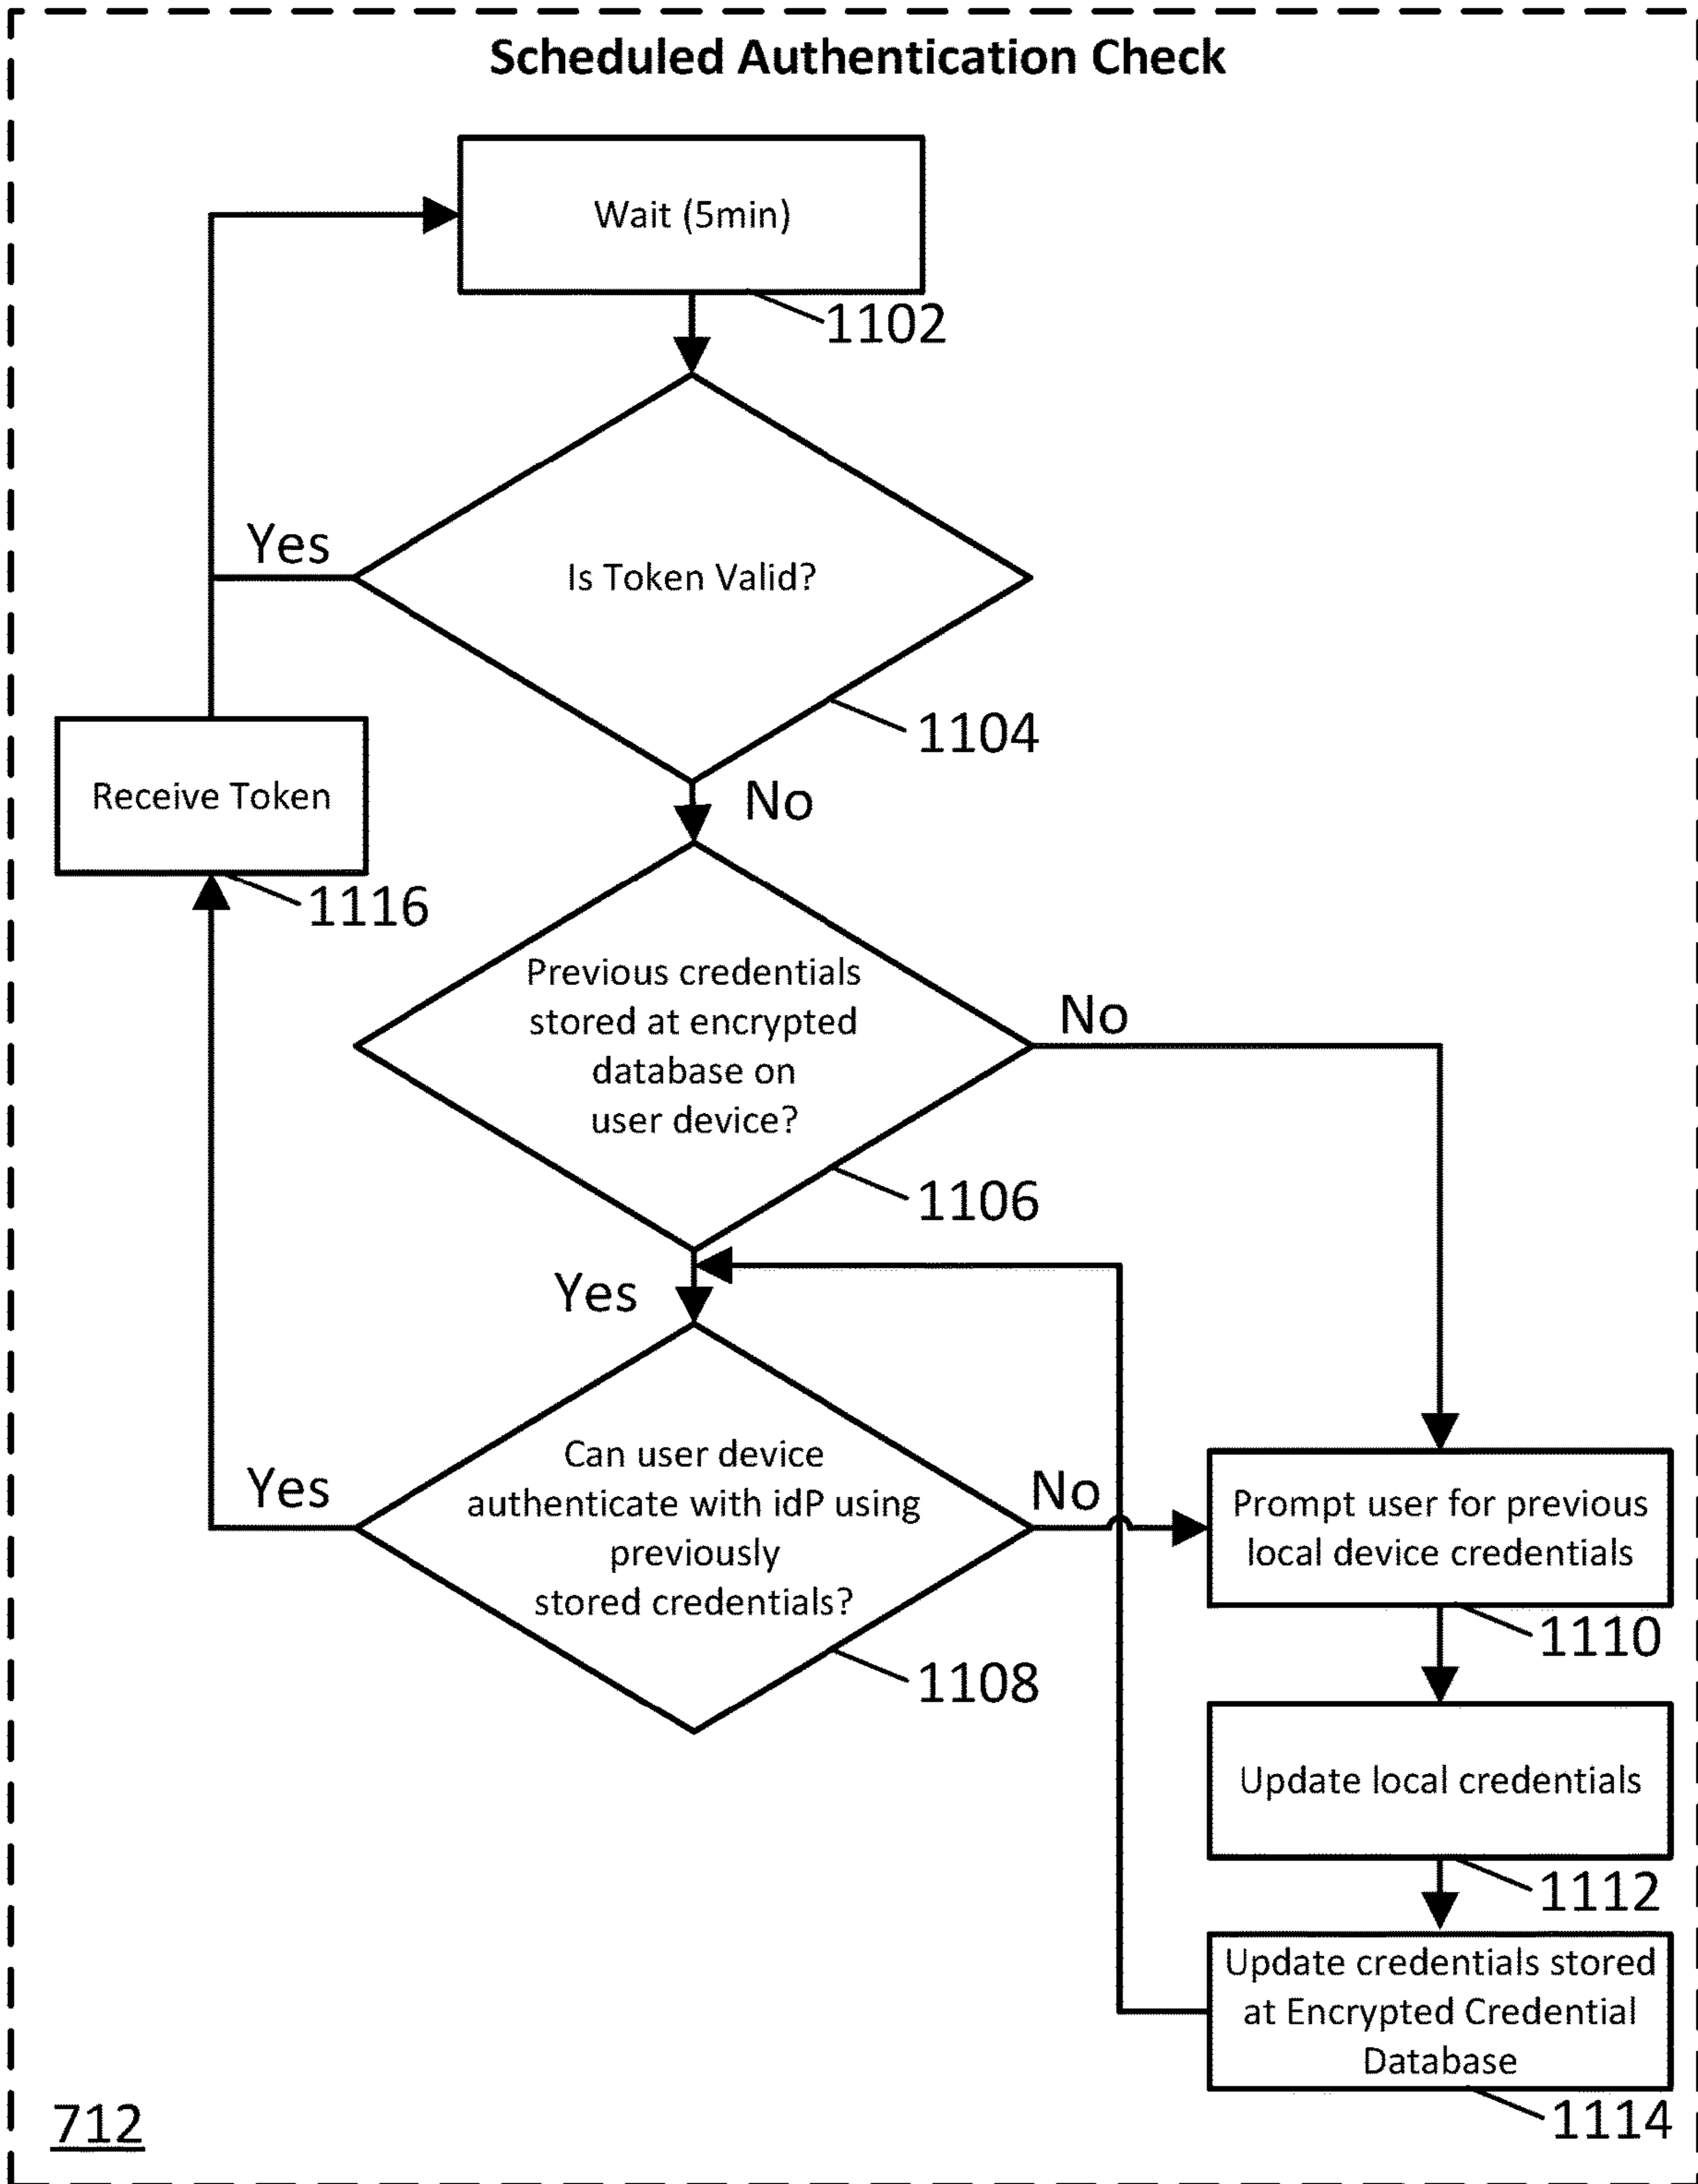 Scheduled Authentication Check
Wait (5min)
1102
Yes
Is Token Valid?
1104
No
Receive Token
1116
Previous credentials
stored at encrypted
database on
user device?
No
1106
Yes
Can user device
authenticate with idP using
previously
stored credentials?
Yes
No
1108
Prompt user for previous
local device credentials
1110
Update local credentials
1112
Update credentials stored
at Encrypted Credential
Database
1114
712